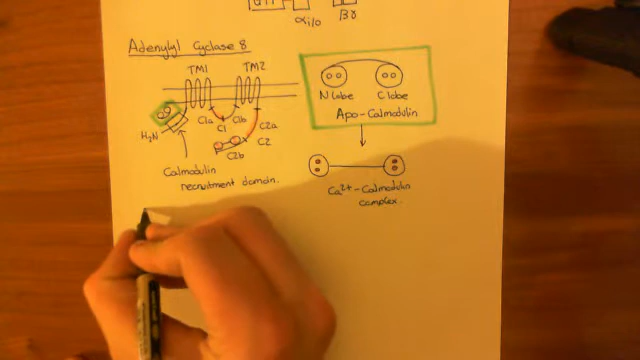 GTP
αi/o βγ
Adenylyl Cyclase 8
TM1 TM2
C1a C1b
C1
C2a
C2
C2b
H2N
Calmodulin
recruitment domain.
N lobe C lobe
Apo-Calmodulin
Ca2+-Calmodulin
complex.